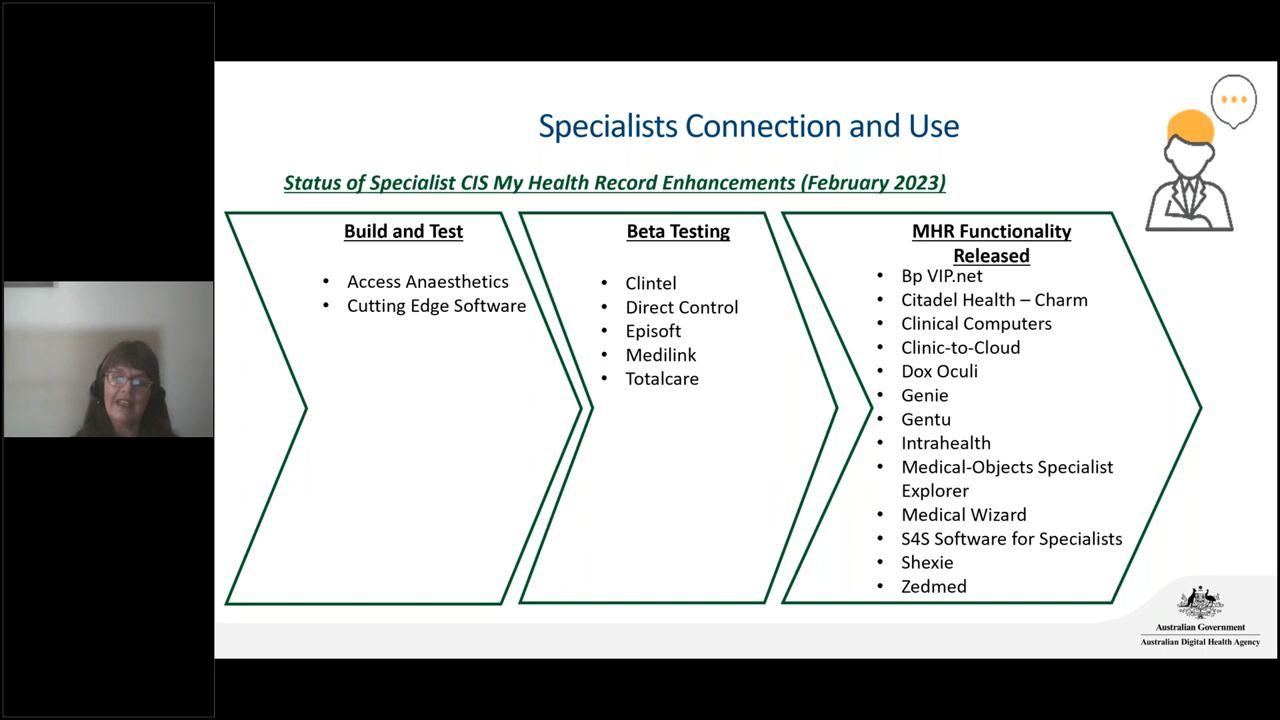 Specialists Connection and Use
Status of Specialist CIS My Health Record Enhancements (February 2023)
Build and Test
• Access Anaesthetics
• Cutting Edge Software
Beta Testing
• Clintel
• Direct Control
• Episoft
• Medilink
• Totalcare
MHR Functionality
Released
• Bp VIP.net
• Citadel Health – Charm
• Clinical Computers
• Clinic-to-Cloud
• Dox Oculi
• Genie
• Gentu
• Intrahealth
• Medical-Objects Specialist
Explorer
• Medical Wizard
• S4S Software for Specialists
• Shexie
• Zedmed
Australian Government
Australian Digital Health Agency